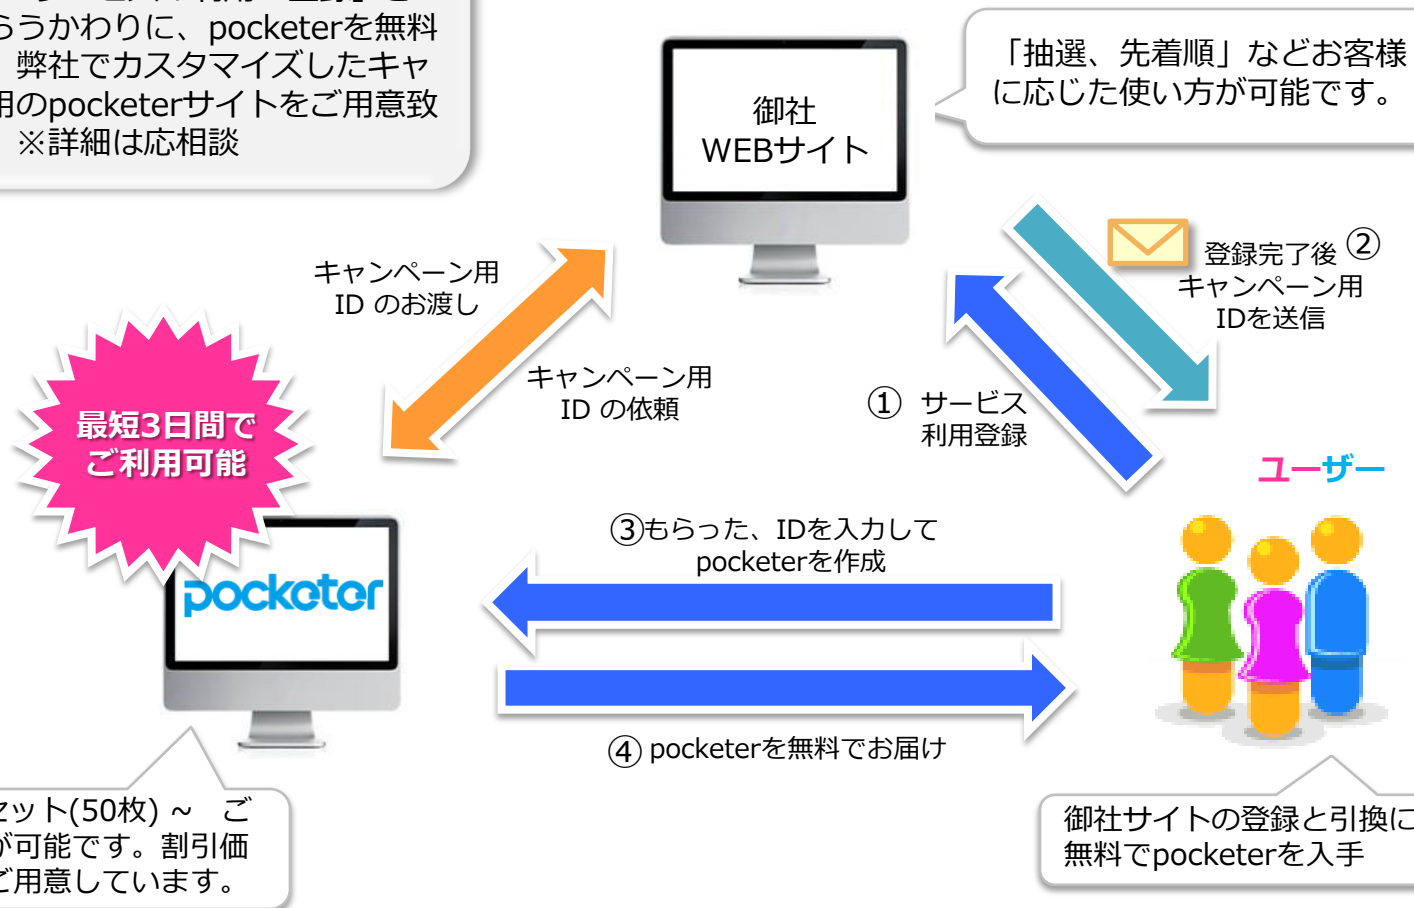 らうかわりに、pocketerを無料
弊社でカスタマイズしたキャ
用のpocketerサイトをご用意致
※詳細は応相談
御社
WEBサイト
「抽選、先着順」などお客様
に応じた使い方が可能です。
キャンペーン用
ID のお渡し
キャンペーン用
ID の依頼
② 登録完了後
キャンペーン用
IDを送信
① サービス
利用登録
最短3日間で
ご利用可能
ユーザー
③もらった、IDを入力して
pocketerを作成
pocketer
④ pocketerを無料でお届け
セット(50枚) ~ ご
が可能です。割引価
ご用意しています。
御社サイトの登録と引換に
無料でpocketerを入手